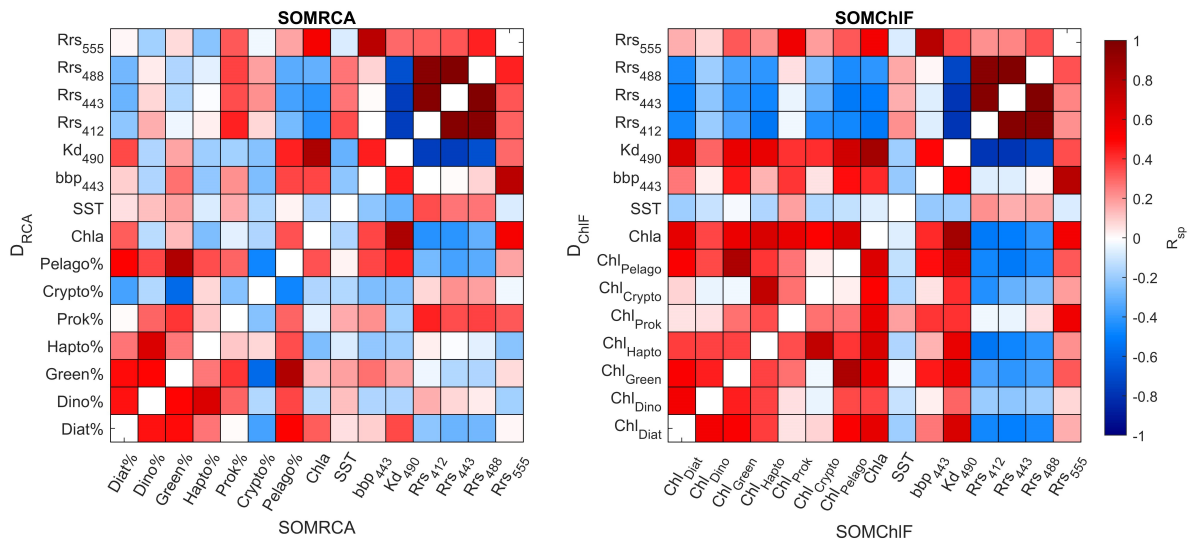 SOMRCA
Rrs555
Rrs488
Rrs443
Rrs412
Kd490
bbp443
SST
Chla
Pelago%
Crypto%
Prok%
Hapto%
Green%
Dino%
Diat%
DRCA
Diat% Dino% Green% Hapto% Prok% Crypto% Pelago% Chla SST bbp443 Kd490 Rrs412 Rrs443 Rrs488 Rrs555
SOMRCA
SOMChlF
Rrs555
Rrs488
Rrs443
Rrs412
Kd490
bbp443
SST
Chla
ChlPelago
ChlCrypto
ChlProk
ChlHapto
ChlGreen
ChlDino
ChlDiat
DChlF
ChlDiat ChlDino ChlGreen ChlHapto ChlProk ChlCrypto ChlPelago Chla SST bbp443 Kd490 Rrs412 Rrs443 Rrs488 Rrs555
SOMChlF
1
0.8
0.6
0.4
0.2
0
-0.2
-0.4
-0.6
-0.8
-1
Rsp